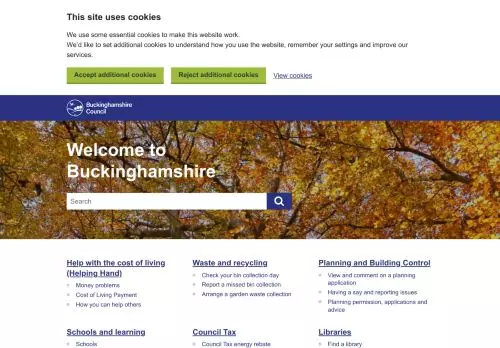 This site uses cookies
We use some essential cookies to make this website work.
We'd like to set additional cookies to understand how you use the website, remember your settings and improve our
services.
Accept additional cookies
Reject additional cookies
View cookies
Buckinghamshire
Council
Welcome to
Buckinghamshire
Search
Help with the cost of living
(Helping Hand)
Money problems
Cost of Living Payment
How you can help others
Waste and recycling
Check your bin collection day
Report a missed bin collection
Arrange a garden waste collection
Planning and Building Control
View and comment on a planning
application
Having a say and reporting issues
Planning permission, applications and
advice
Schools and learning
Schools
Council Tax
Council Tax energy rebate
Libraries
Find a library